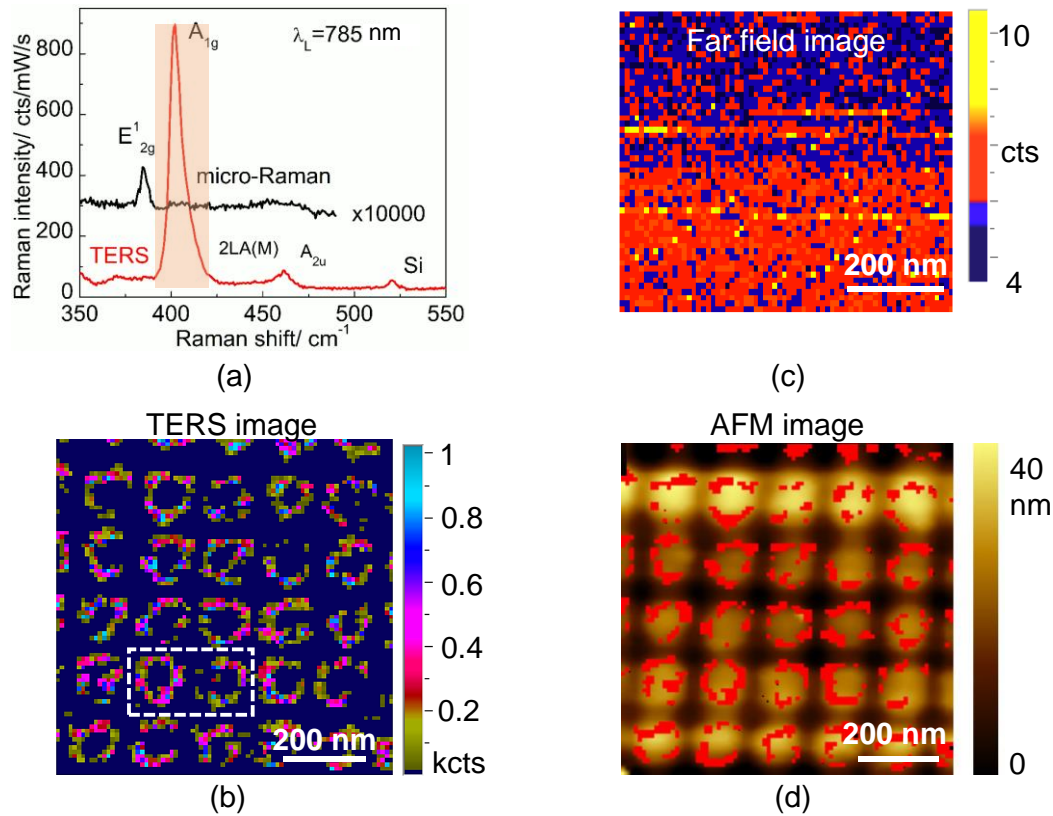 A1g
λL=785 nm
800
E¹2g
600
Raman intensity/ cts/mW/s
micro-Raman
400
x10000
200
TERS
2LA(M)
A2u
Si
0
350
400
450
500
550
Raman shift/ cm⁻¹
(a)
Far field image
10
cts
4
200 nm
(c)
TERS image
1
0.8
0.6
0.4
0.2
kcts
200 nm
(b)
AFM image
40
nm
0
200 nm
(d)